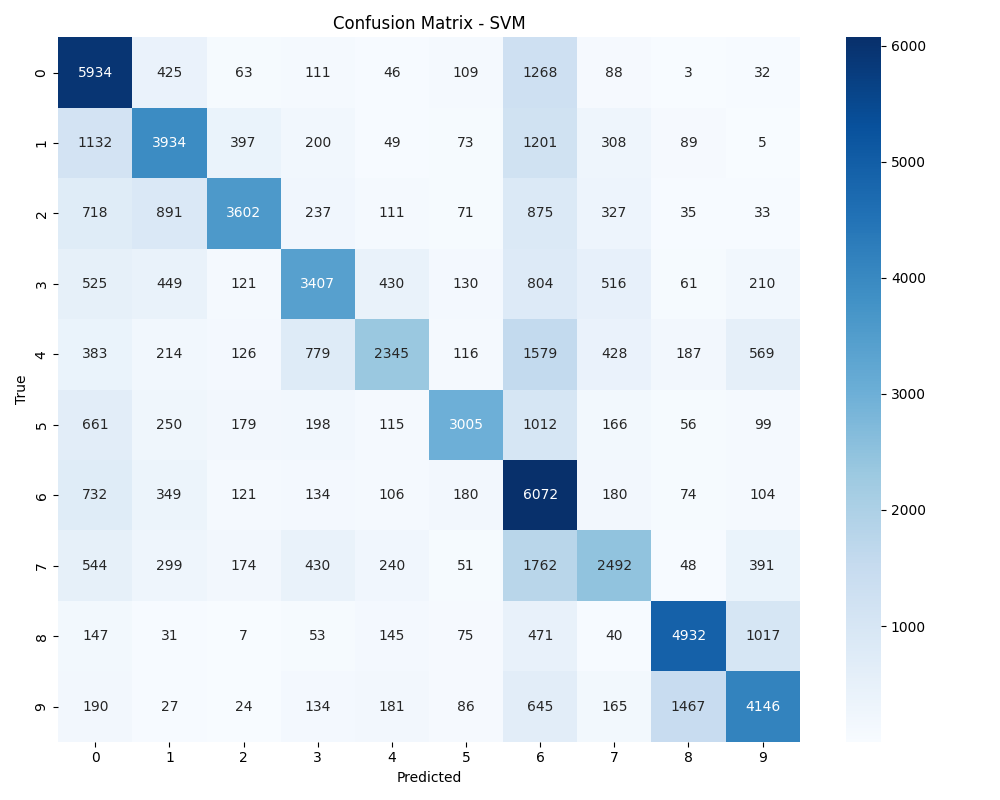 Confusion Matrix - SVM
0 5934 425 63 111 46 109 1268 88 3 32
1 1132 3934 397 200 49 73 1201 308 89 5
2 718 891 3602 237 111 71 875 327 35 33
3 525 449 121 3407 430 130 804 516 61 210
4 383 214 126 779 2345 116 1579 428 187 569
5 661 250 179 198 115 3005 1012 166 56 99
6 732 349 121 134 106 180 6072 180 74 104
7 544 299 174 430 240 51 1762 2492 48 391
8 147 31 7 53 145 75 471 40 4932 1017
9 190 27 24 134 181 86 645 165 1467 4146
0 1 2 3 4 5 6 7 8 9
Predicted
True
6000
5000
4000
3000
2000
1000